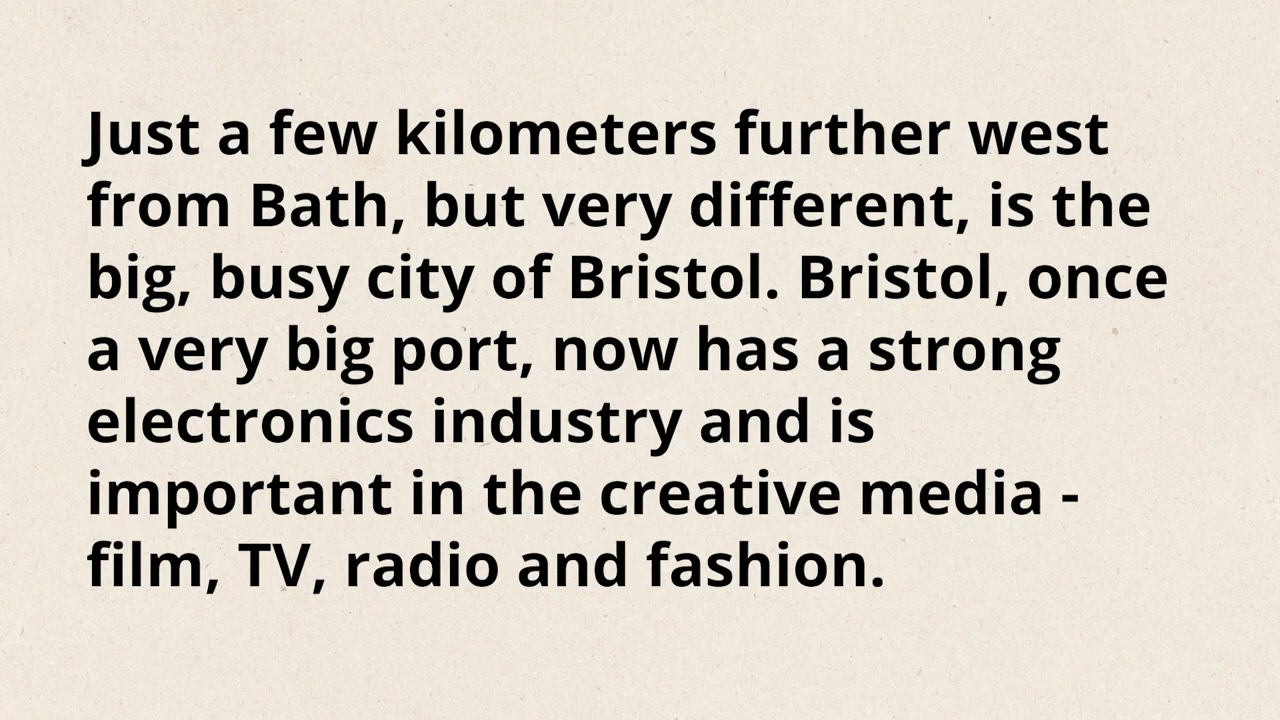 Just a few kilometers further west
from Bath, but very different, is the
big, busy city of Bristol. Bristol, once
a very big port, now has a strong
electronics industry and is
important in the creative media -
film, TV, radio and fashion.